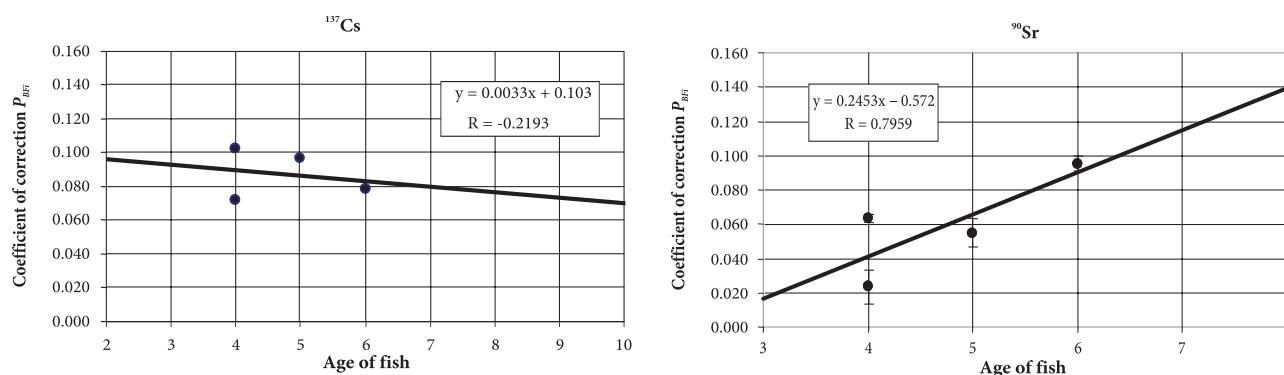 ¹³⁷Cs
Coefficient of correction P_BFi
0.160
0.140
0.120
0.100
0.080
0.060
0.040
0.020
0.000
y = 0.0033x + 0.103
R = -0.2193
2 3 4 5 6 7 8 9 10
Age of fish
⁹⁰Sr
Coefficient of correction P_BFi
0.160
0.140
0.120
0.100
0.080
0.060
0.040
0.020
0.000
y = 0.2453x – 0.572
R = 0.7959
3 4 5 6 7
Age of fish